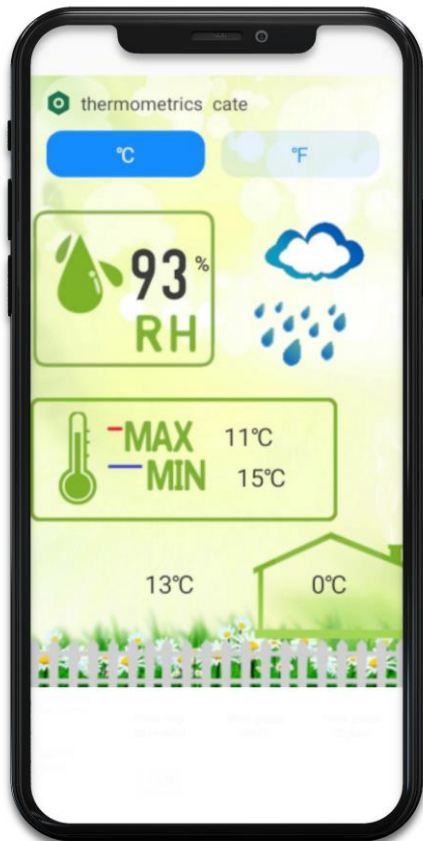 thermometrics cate
℃ ℉
93 %
RH
MAX 11℃
MIN 15℃
13℃ 0℃